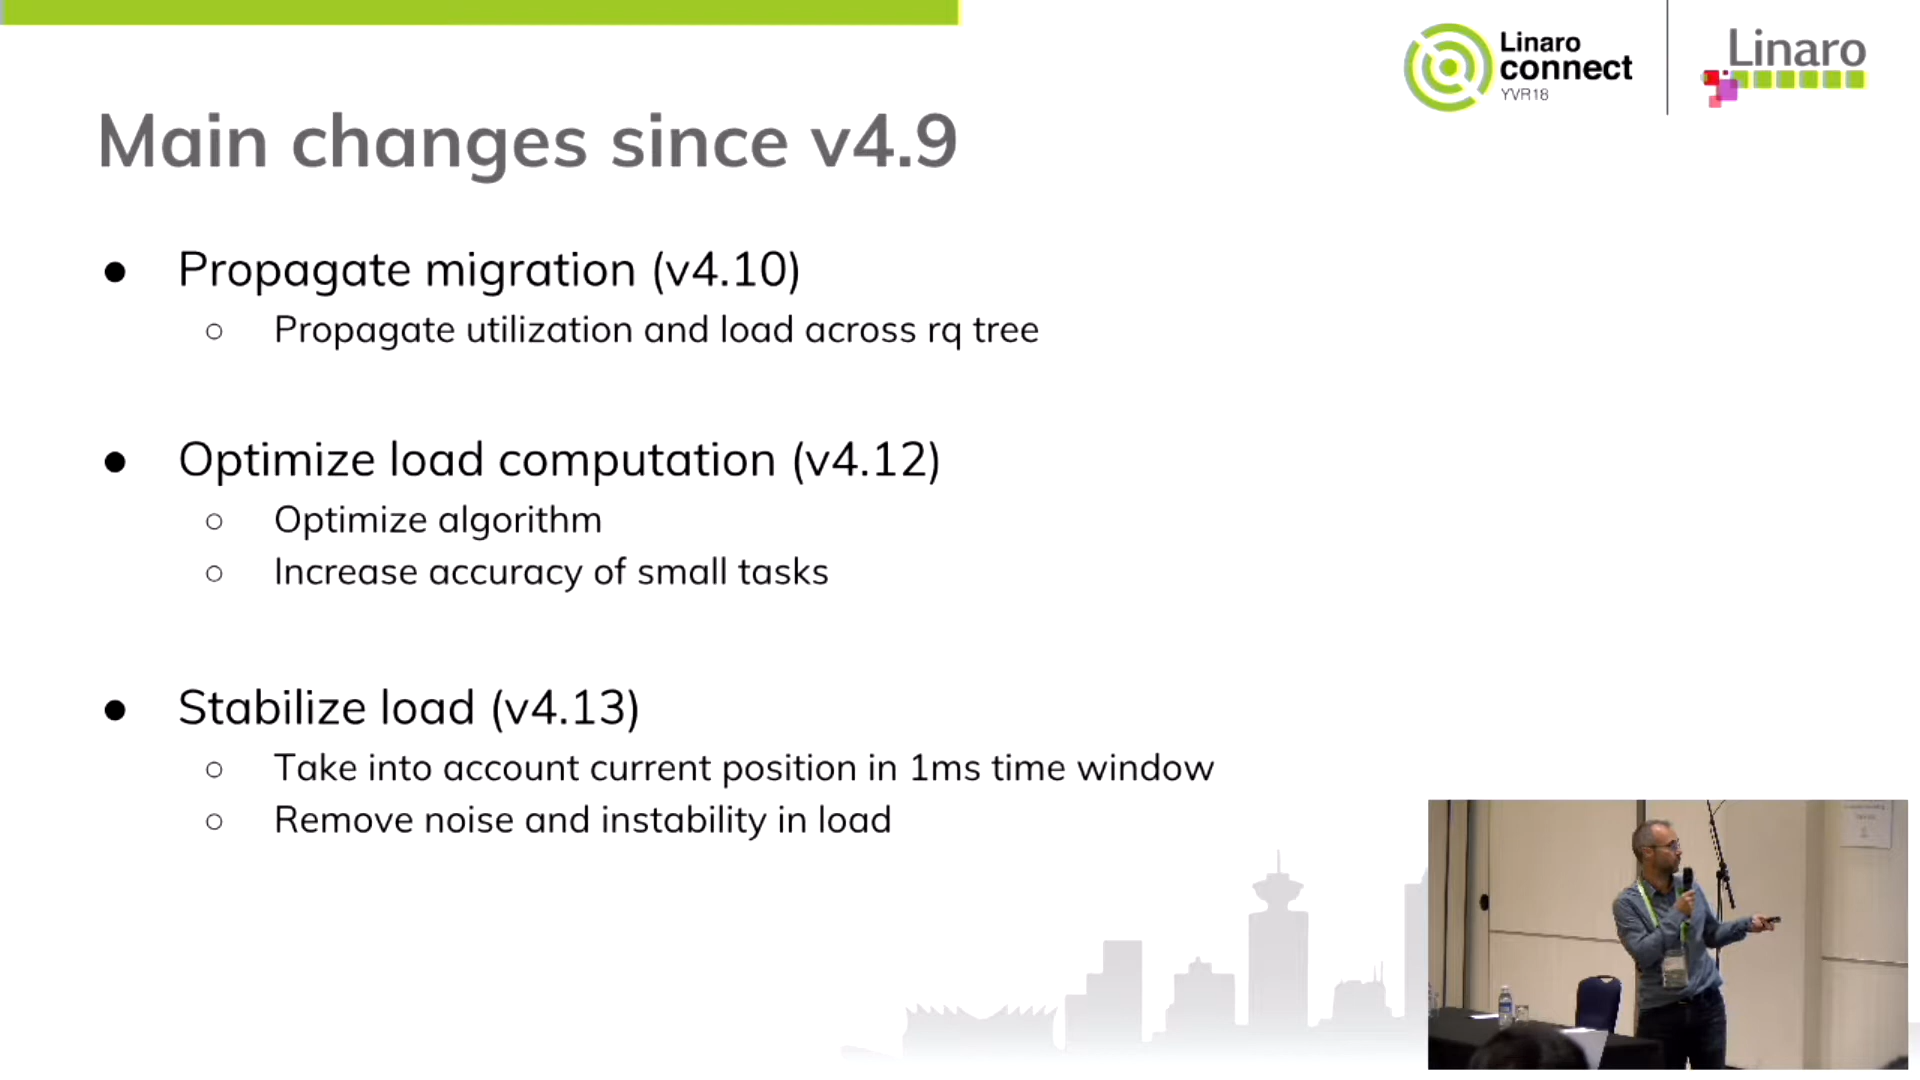 Linaro
connect
YVR18
Linaro
Main changes since v4.9
● Propagate migration (v4.10)
○ Propagate utilization and load across rq tree
● Optimize load computation (v4.12)
○ Optimize algorithm
○ Increase accuracy of small tasks
● Stabilize load (v4.13)
○ Take into account current position in 1ms time window
○ Remove noise and instability in load